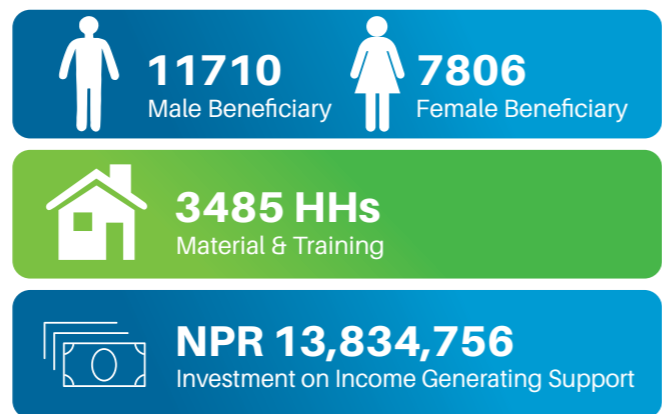 11710
Male Beneficiary
7806
Female Beneficiary
3485 HHs
Material & Training
NPR 13,834,756
Investment on Income Generating Support